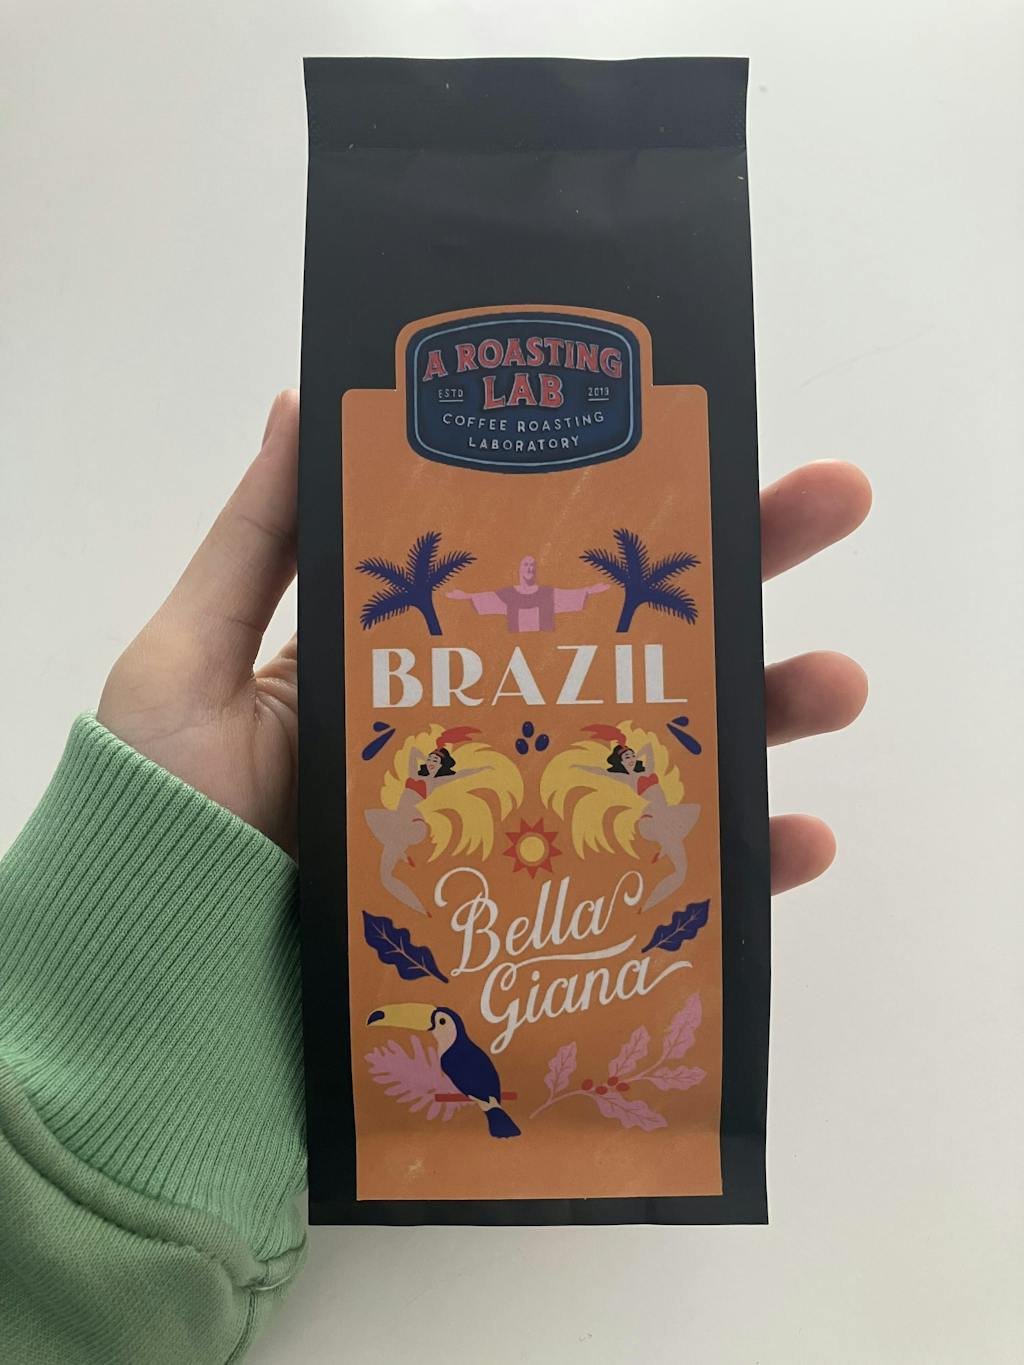 A ROASTING
LAB
ESTD 2019
COFFEE ROASTING
LABORATORY
BRAZIL
Bella
Giana